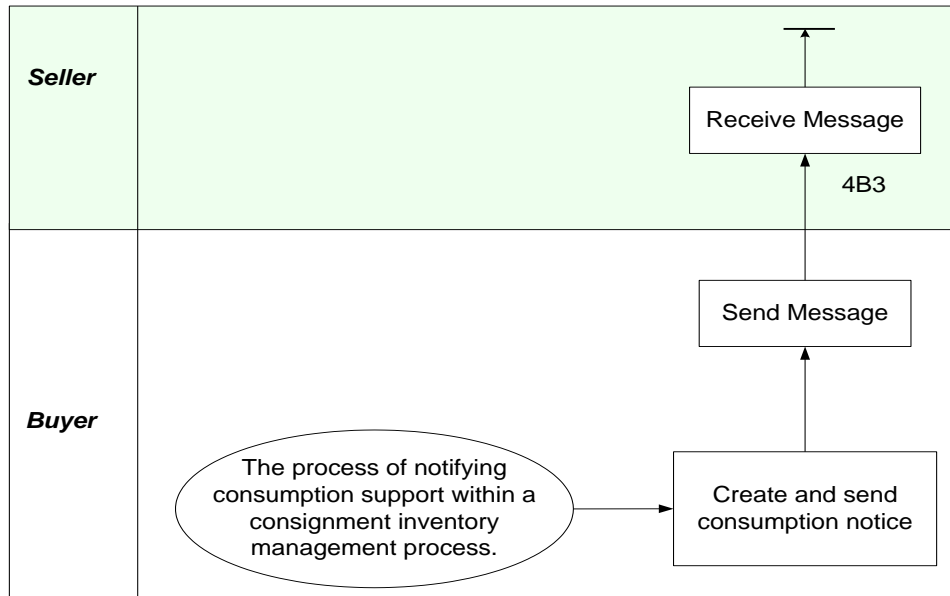 Seller
Receive Message
4B3
Send Message
Buyer
The process of notifying
consumption support within a
consignment inventory
management process.
Create and send
consumption notice